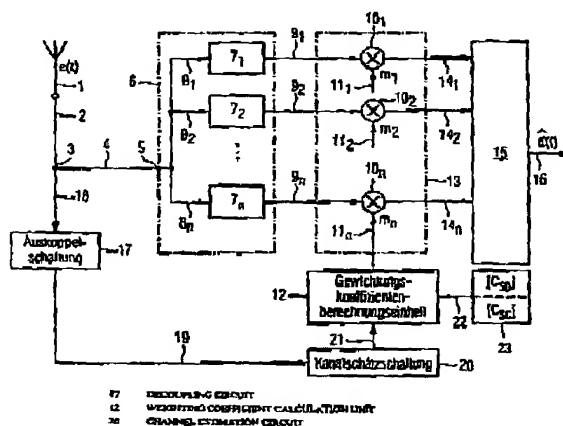 e(t)
1
2
3
4
5
6
7₁
8₁
9₁
10₁
11₁
m₁
14₁
7₂
8₂
9₂
10₂
11₂
m₂
14₂
7ₙ
8ₙ
9ₙ
10ₙ
11ₙ
mₙ
14ₙ
13
15
d̂(t)
16
18
Auskoppel-
schaltung
17
12
Gewichtungs-
koeffizienten-
berechnungseinheit
22
[C_SD]
[C_SC]
23
21
19
Kanalschätzschaltung
20
17 DECOUPLING CIRCUIT
12 WEIGHTING COEFFICIENT CALCULATION UNIT
20 CHANNEL ESTIMATION CIRCUIT